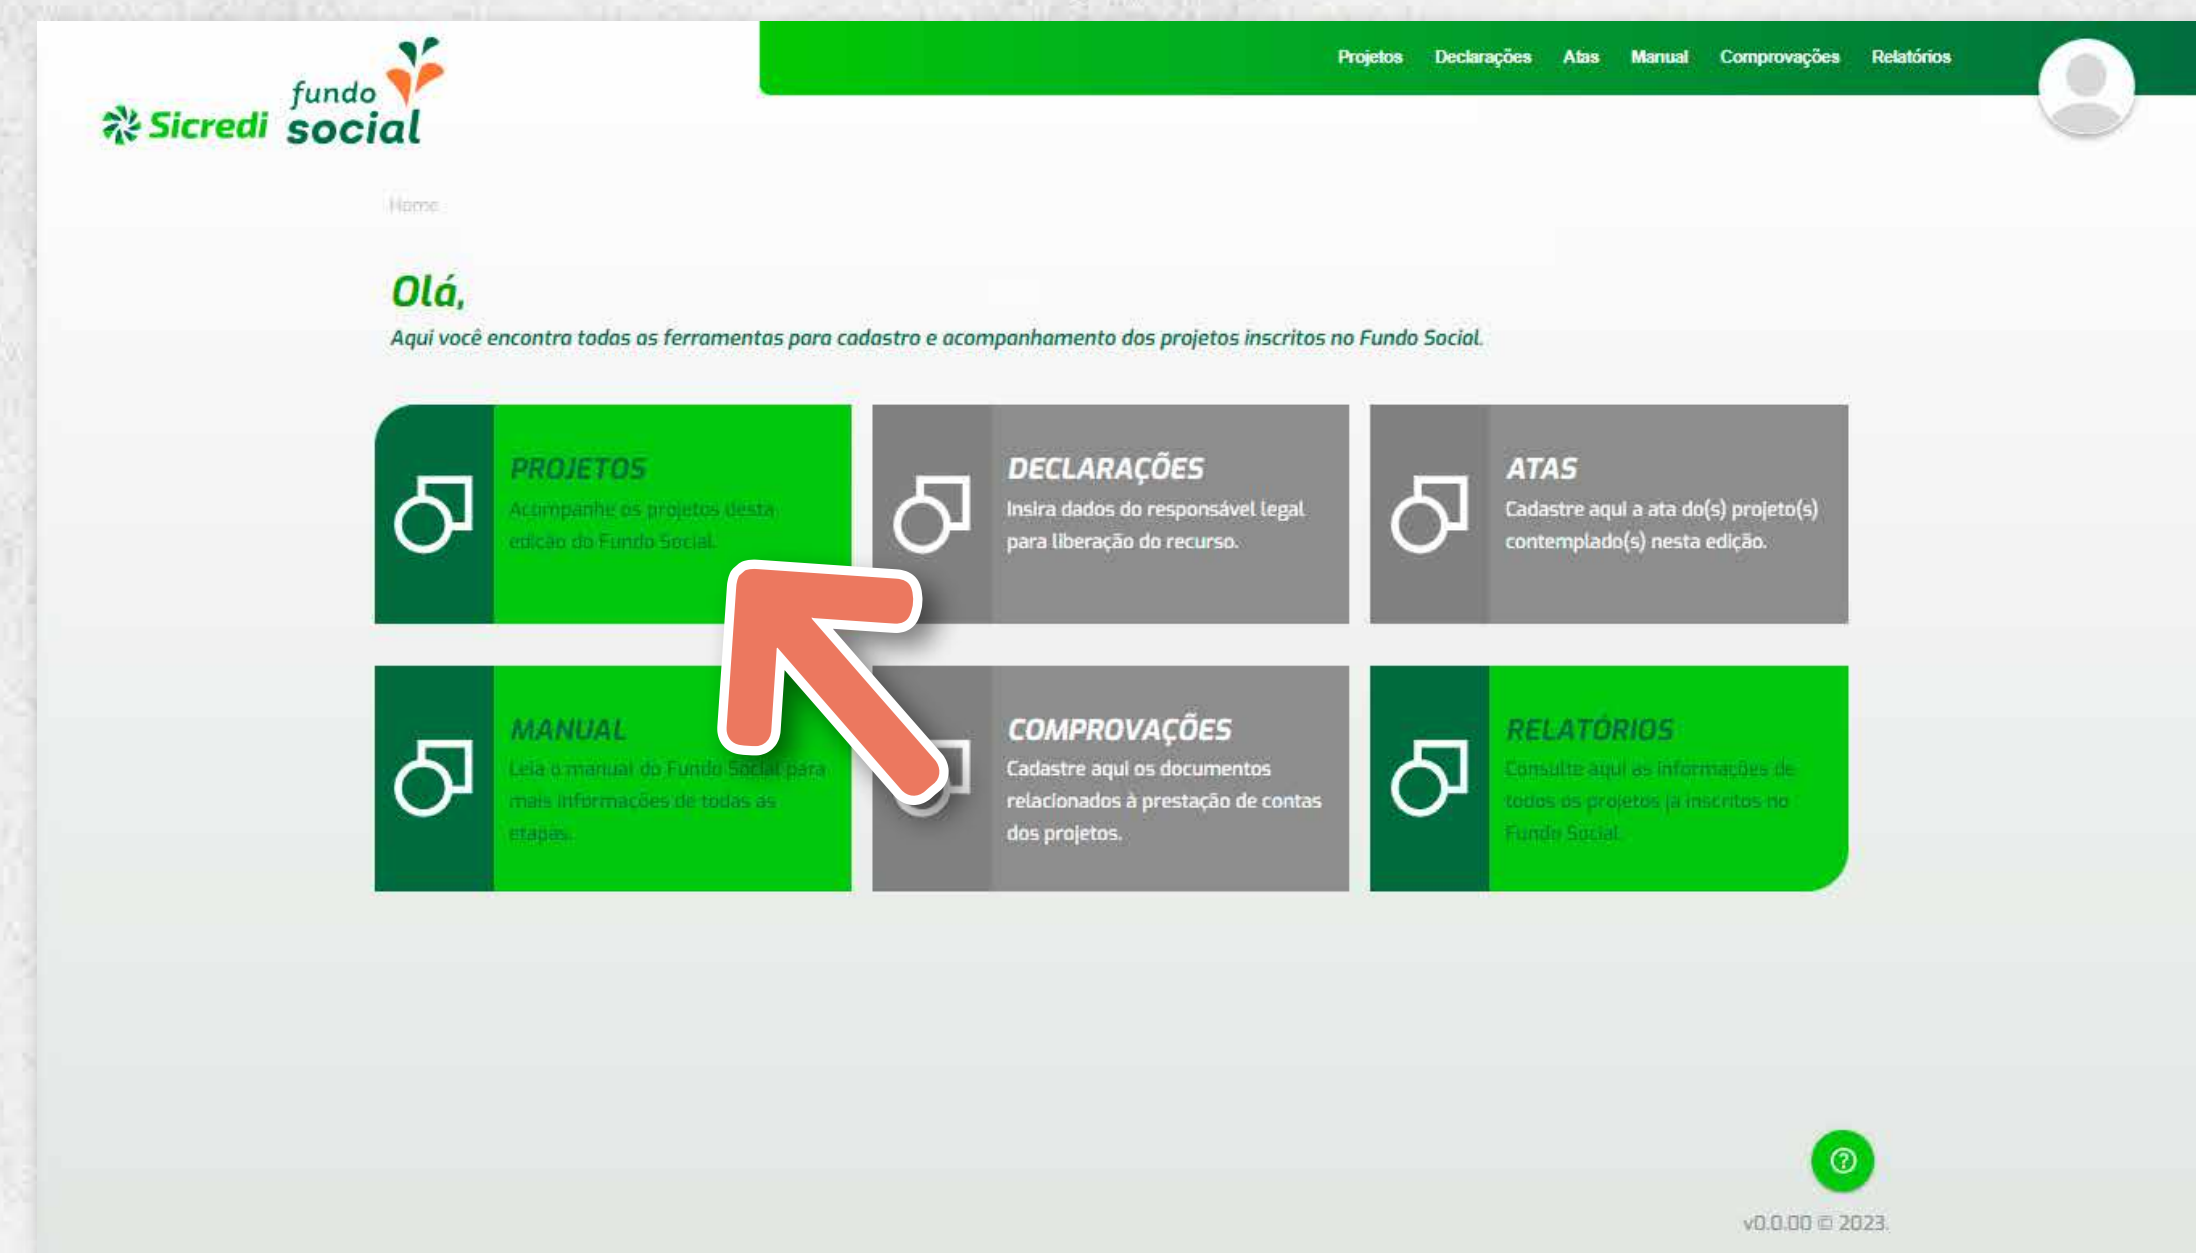 Projetos Declarações Atas Manual Comprovações Relatórios
fundo
Sicredi social
Home
Olá,
Aqui você encontra todas as ferramentas para cadastro e acompanhamento dos projetos inscritos no Fundo Social.
PROJETOS
Acompanhe os projetos desta
edição do Fundo Social.
DECLARAÇÕES
Insira dados do responsável legal
para liberação do recurso.
ATAS
Cadastre aqui a ata do(s) projeto(s)
contemplado(s) nesta edição.
MANUAL
Leia o manual do Fundo Social para
mais informações de todas as
etapas.
COMPROVAÇÕES
Cadastre aqui os documentos
relacionados à prestação de contas
dos projetos.
RELATÓRIOS
Consulte aqui as informações de
todos os projetos já inscritos no
Fundo Social.
?
v0.0.00 © 2023.